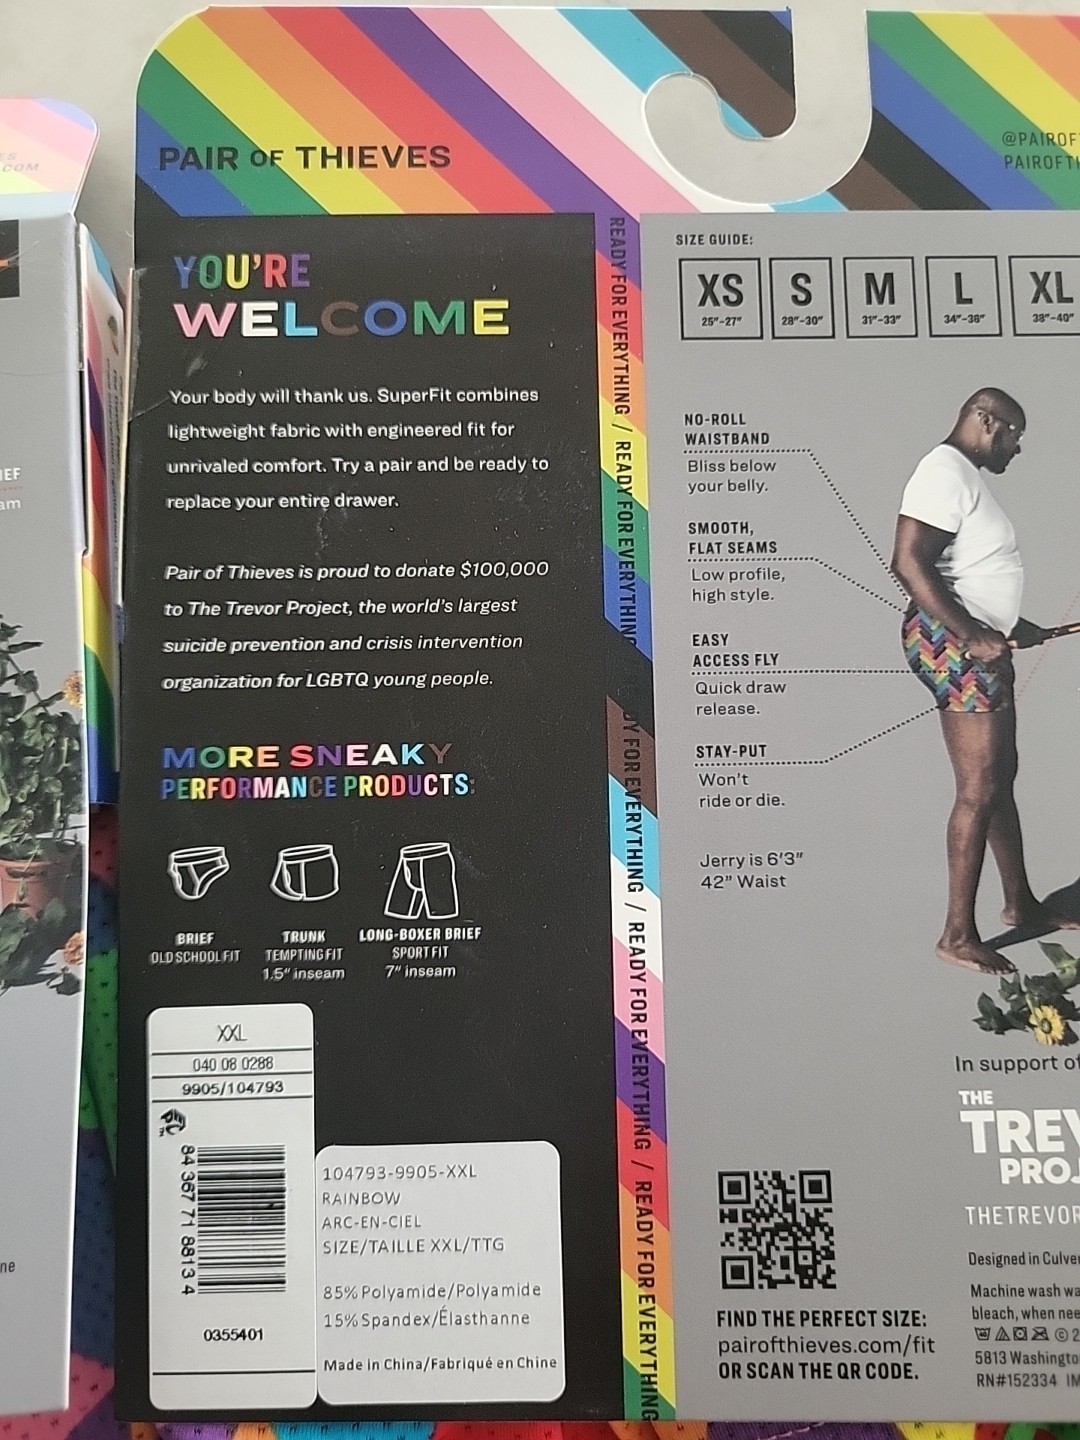 PAIR OF THIEVES
YOU'RE
WELCOME
Your body will thank us. SuperFit combines
lightweight fabric with engineered fit for
unrivaled comfort. Try a pair and be ready to
replace your entire drawer.
Pair of Thieves is proud to donate $100,000
to The Trevor Project, the world's largest
suicide prevention and crisis intervention
organization for LGBTQ young people.
MORE SNEAKY
PERFORMANCE PRODUCTS:
BRIEF
OLD SCHOOL FIT
TRUNK
TEMPTING FIT
1.5" inseam
LONG-BOXER BRIEF
SPORT FIT
7" inseam
XXL
040 08 0288
9905/104793
84 367 71 8813 4
0355401
104793-9905-XXL
RAINBOW
ARC-EN-CIEL
SIZE/TAILLE XXL/TTG
85% Polyamide/Polyamide
15% Spandex/Élasthanne
Made in China/Fabriqué en Chine
READY FOR EVERYTHING / READY FOR EVERYTHING
READY FOR EVERYTHING / READY FOR EVERYTHING / READY FOR EVERYTHING
@PAIROF
PAIROFTH
SIZE GUIDE:
XS
25"-27"
S
28"-30"
M
31"-33"
L
34"-36"
XL
38"-40"
NO-ROLL
WAISTBAND
Bliss below
your belly.
SMOOTH,
FLAT SEAMS
Low profile,
high style.
EASY
ACCESS FLY
Quick draw
release.
STAY-PUT
Won't
ride or die.
Jerry is 6'3"
42" Waist
In support of
THE
TREV
PROJ
THETREVOR
FIND THE PERFECT SIZE:
pairofthieves.com/fit
OR SCAN THE QR CODE.
Designed in Culve
Machine wash wa
bleach, when nee
© 2
5813 Washingto
RN#152334 IM